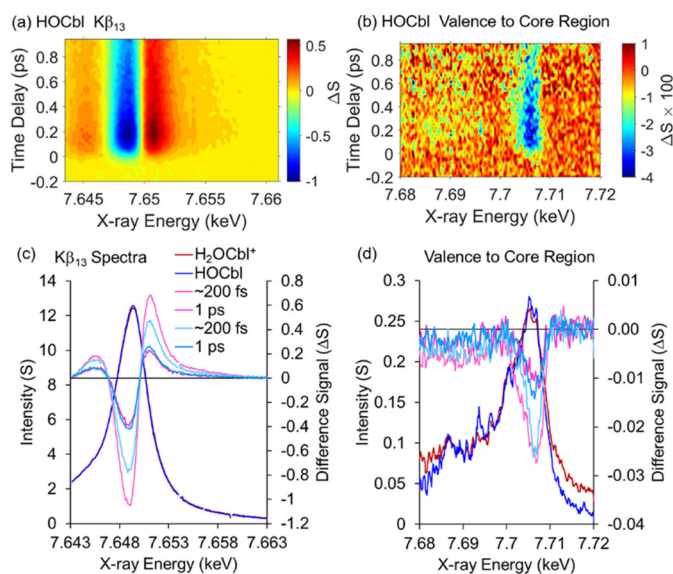 (a) HOCbl Kβ13
Time Delay (ps)
0.8
0.6
0.4
0.2
0
-0.2
7.645 7.65 7.655 7.66
X-ray Energy (keV)
0.5
0
-0.5
-1
ΔS
(b) HOCbl Valence to Core Region
Time Delay (ps)
0.8
0.6
0.4
0.2
0
-0.2
7.68 7.69 7.7 7.71 7.72
X-ray Energy (keV)
1
0
-1
-2
-3
-4
ΔS × 100
(c) Kβ13 Spectra
H2OCbl+
HOCbl
~200 fs
1 ps
~200 fs
1 ps
Intensity (S)
14
12
10
8
6
4
2
0
7.643 7.648 7.653 7.658 7.663
X-ray Energy (keV)
0.8
0.6
0.4
0.2
0
-0.2
-0.4
-0.6
-0.8
-1
-1.2
Difference Signal (ΔS)
(d) Valence to Core Region
Intensity (S)
0.3
0.25
0.2
0.15
0.1
0.05
0
7.68 7.69 7.7 7.71 7.72
X-ray Energy (keV)
0.01
0.00
-0.01
-0.02
-0.03
-0.04
Difference Signal (ΔS)